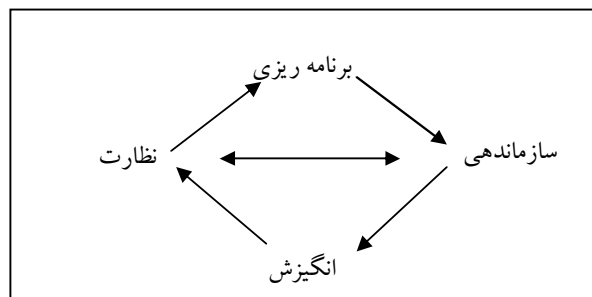 برنامه ریزی
سازماندهی
نظارت
انگیزش